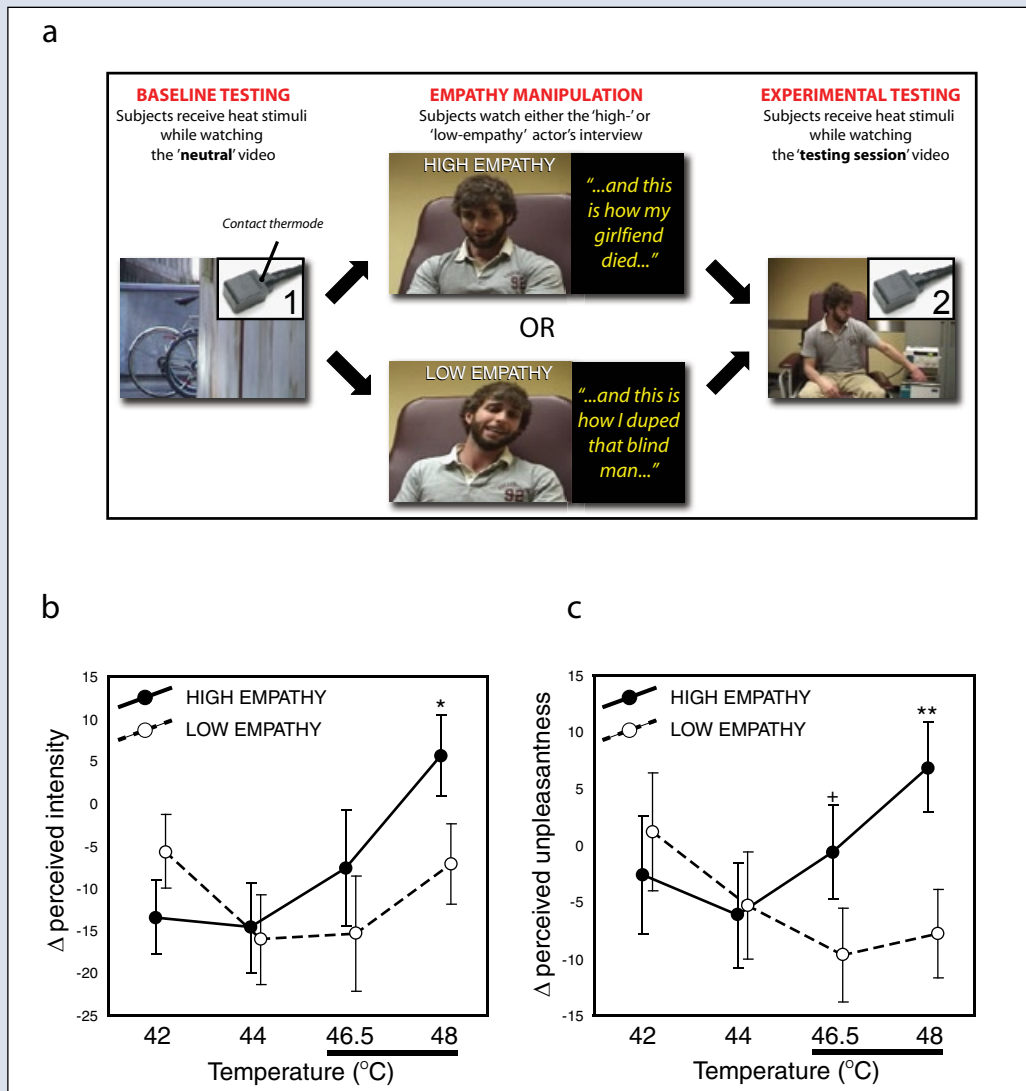 a
BASELINE TESTING
Subjects receive heat stimuli
while watching
the 'neutral' video
Contact thermode
1
EMPATHY MANIPULATION
Subjects watch either the 'high-' or
'low-empathy' actor's interview
HIGH EMPATHY
"...and this
is how my
girlfiend
died..."
OR
LOW EMPATHY
"...and this is
how I duped
that blind
man..."
EXPERIMENTAL TESTING
Subjects receive heat stimuli
while watching
the 'testing session' video
2
b
Δ perceived intensity
15
10
5
0
-5
-10
-15
-20
-25
HIGH EMPATHY
LOW EMPATHY
*
42 44 46.5 48
Temperature (°C)
c
Δ perceived unpleasantness
15
10
5
0
-5
-10
-15
HIGH EMPATHY
LOW EMPATHY
+
**
42 44 46.5 48
Temperature (°C)